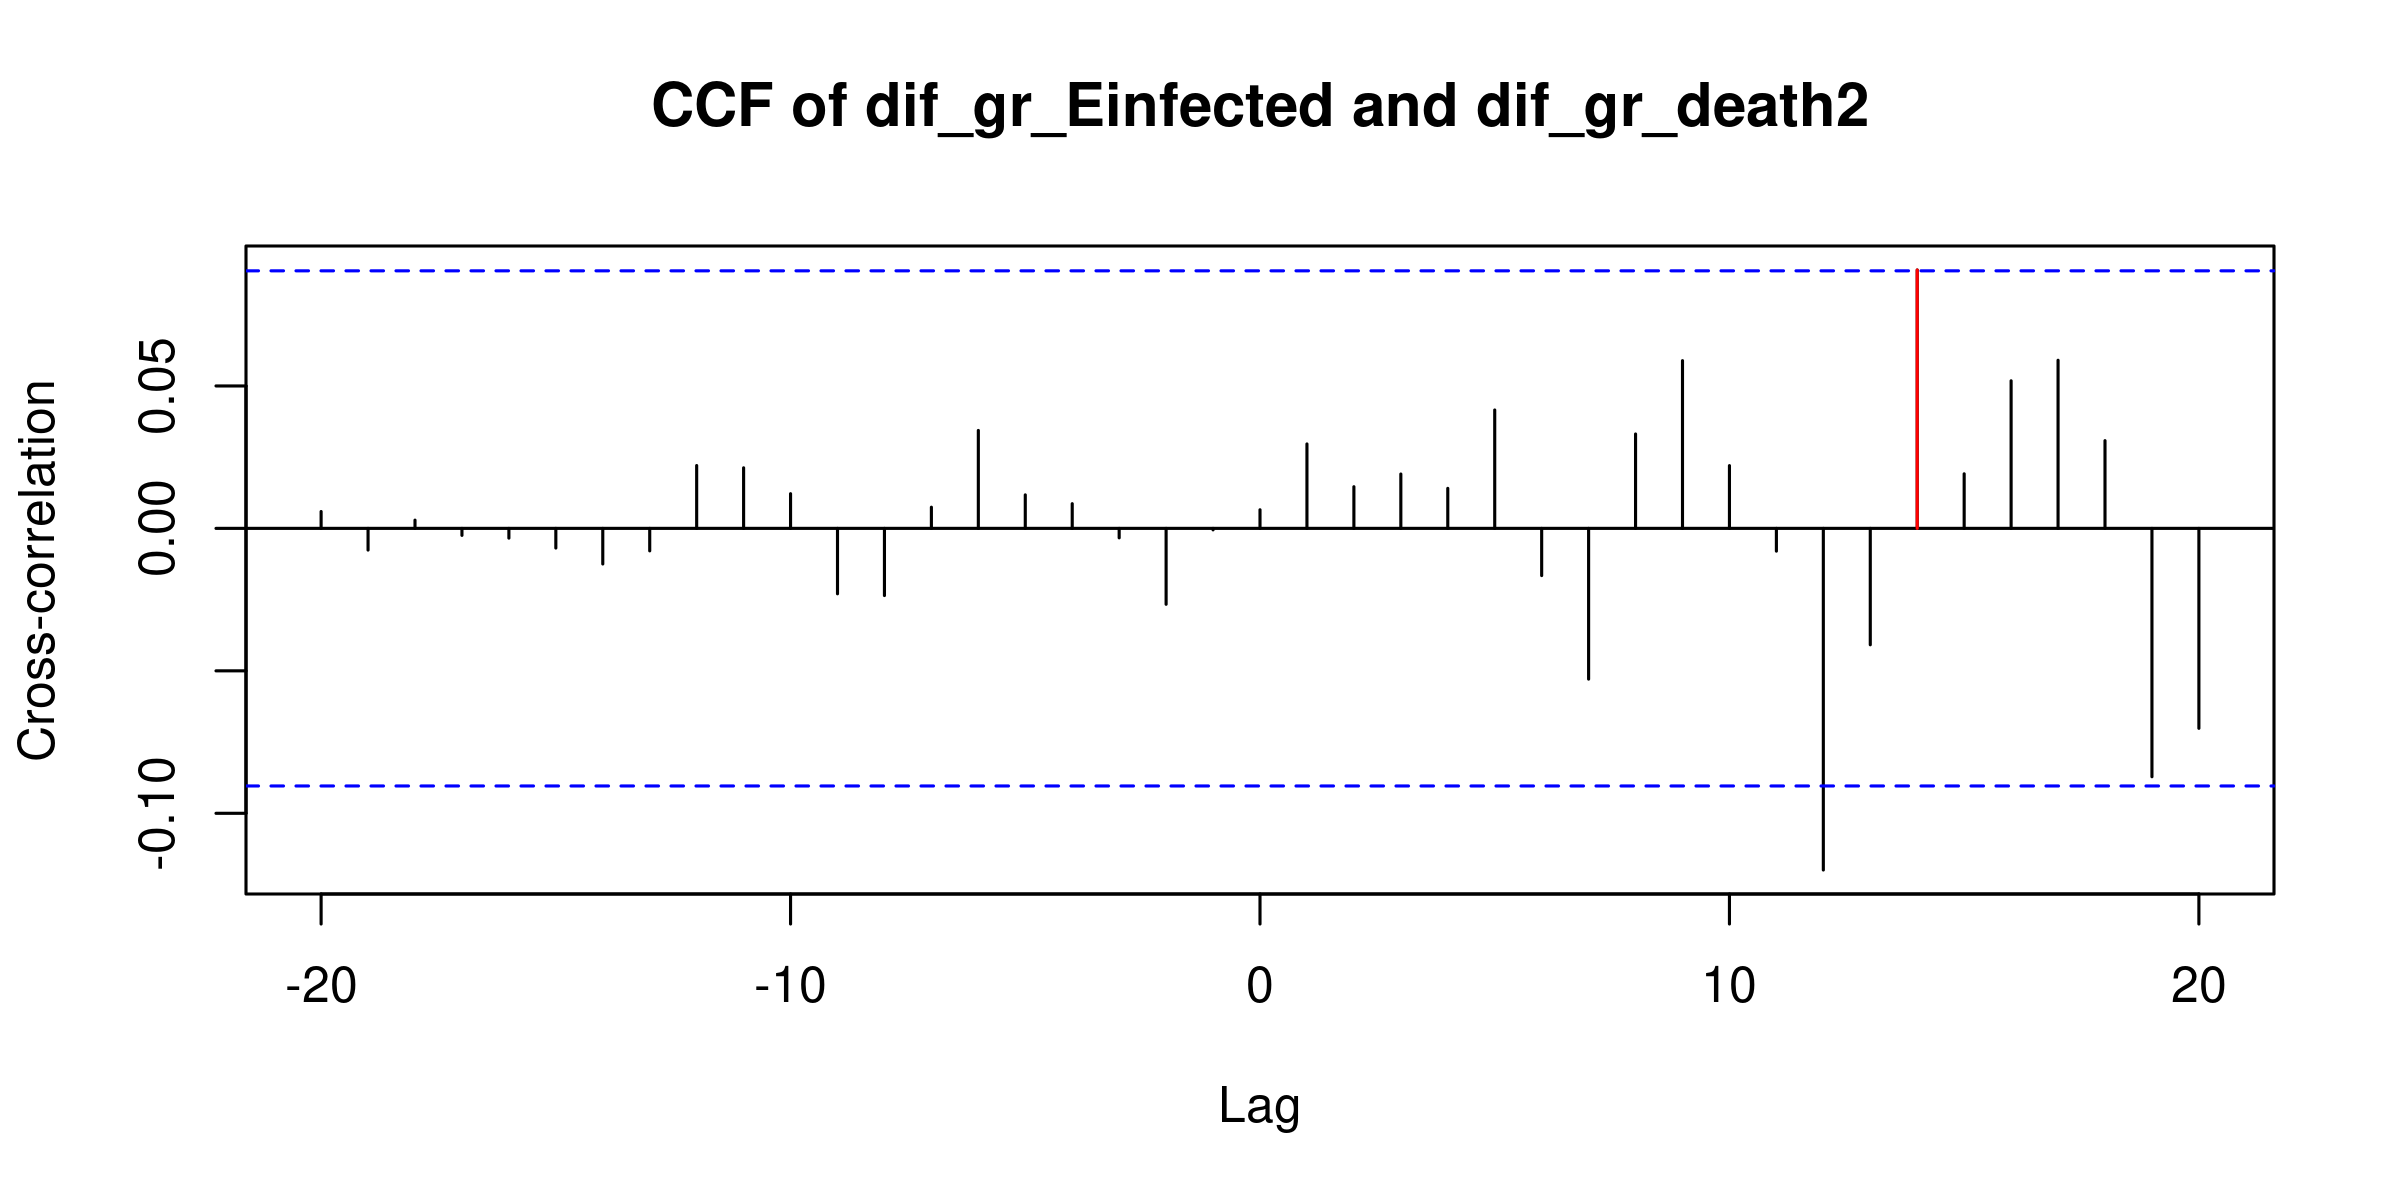 CCF of dif_gr_Einfected and dif_gr_death2
Cross-correlation
0.05
0.00
-0.10
-20 -10 0 10 20
Lag